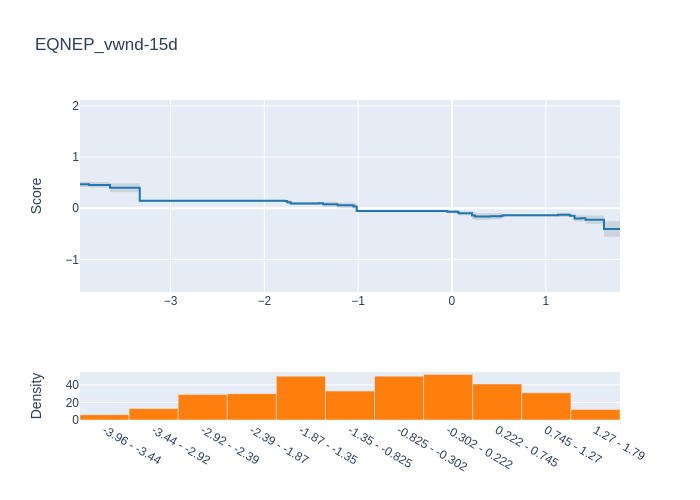 EQNEP_vwnd-15d
2
1
0
−1
Score
−3
−2
−1
0
1
40
20
0
Density
-3.96 - -3.44
-3.44 - -2.92
-2.92 - -2.39
-2.39 - -1.87
-1.87 - -1.35
-1.35 - -0.825
-0.825 - -0.302
-0.302 - 0.222
0.222 - 0.745
0.745 - 1.27
1.27 - 1.79